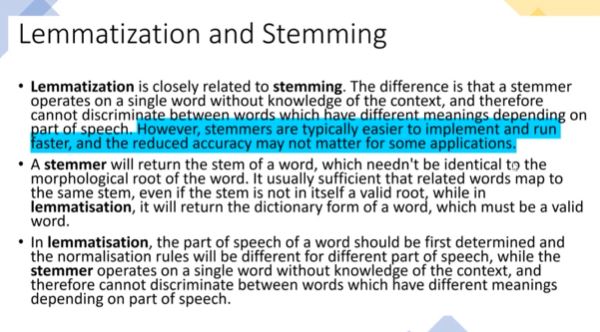 Lemmatization and Stemming
• Lemmatization is closely related to stemming. The difference is that a stemmer
operates on a single word without knowledge of the context, and therefore
cannot discriminate between words which have different meanings depending on
part of speech. However, stemmers are typically easier to implement and run
faster, and the reduced accuracy may not matter for some applications.
• A stemmer will return the stem of a word, which needn't be identical to the
morphological root of the word. It usually sufficient that related words map to
the same stem, even if the stem is not in itself a valid root, while in
lemmatisation, it will return the dictionary form of a word, which must be a valid
word.
• In lemmatisation, the part of speech of a word should be first determined and
the normalisation rules will be different for different part of speech, while the
stemmer operates on a single word without knowledge of the context, and
therefore cannot discriminate between words which have different meanings
depending on part of speech.